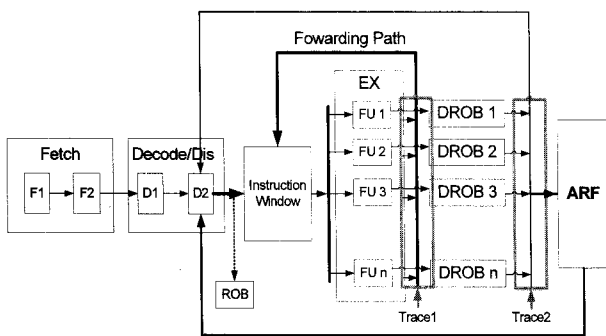 Fowarding Path
EX
Fetch
Decode/Dis
F1
F2
D1
D2
Instruction
Window
ROB
FU 1
FU 2
FU 3
FU n
DROB 1
DROB 2
DROB 3
DROB n
ARF
Trace1
Trace2